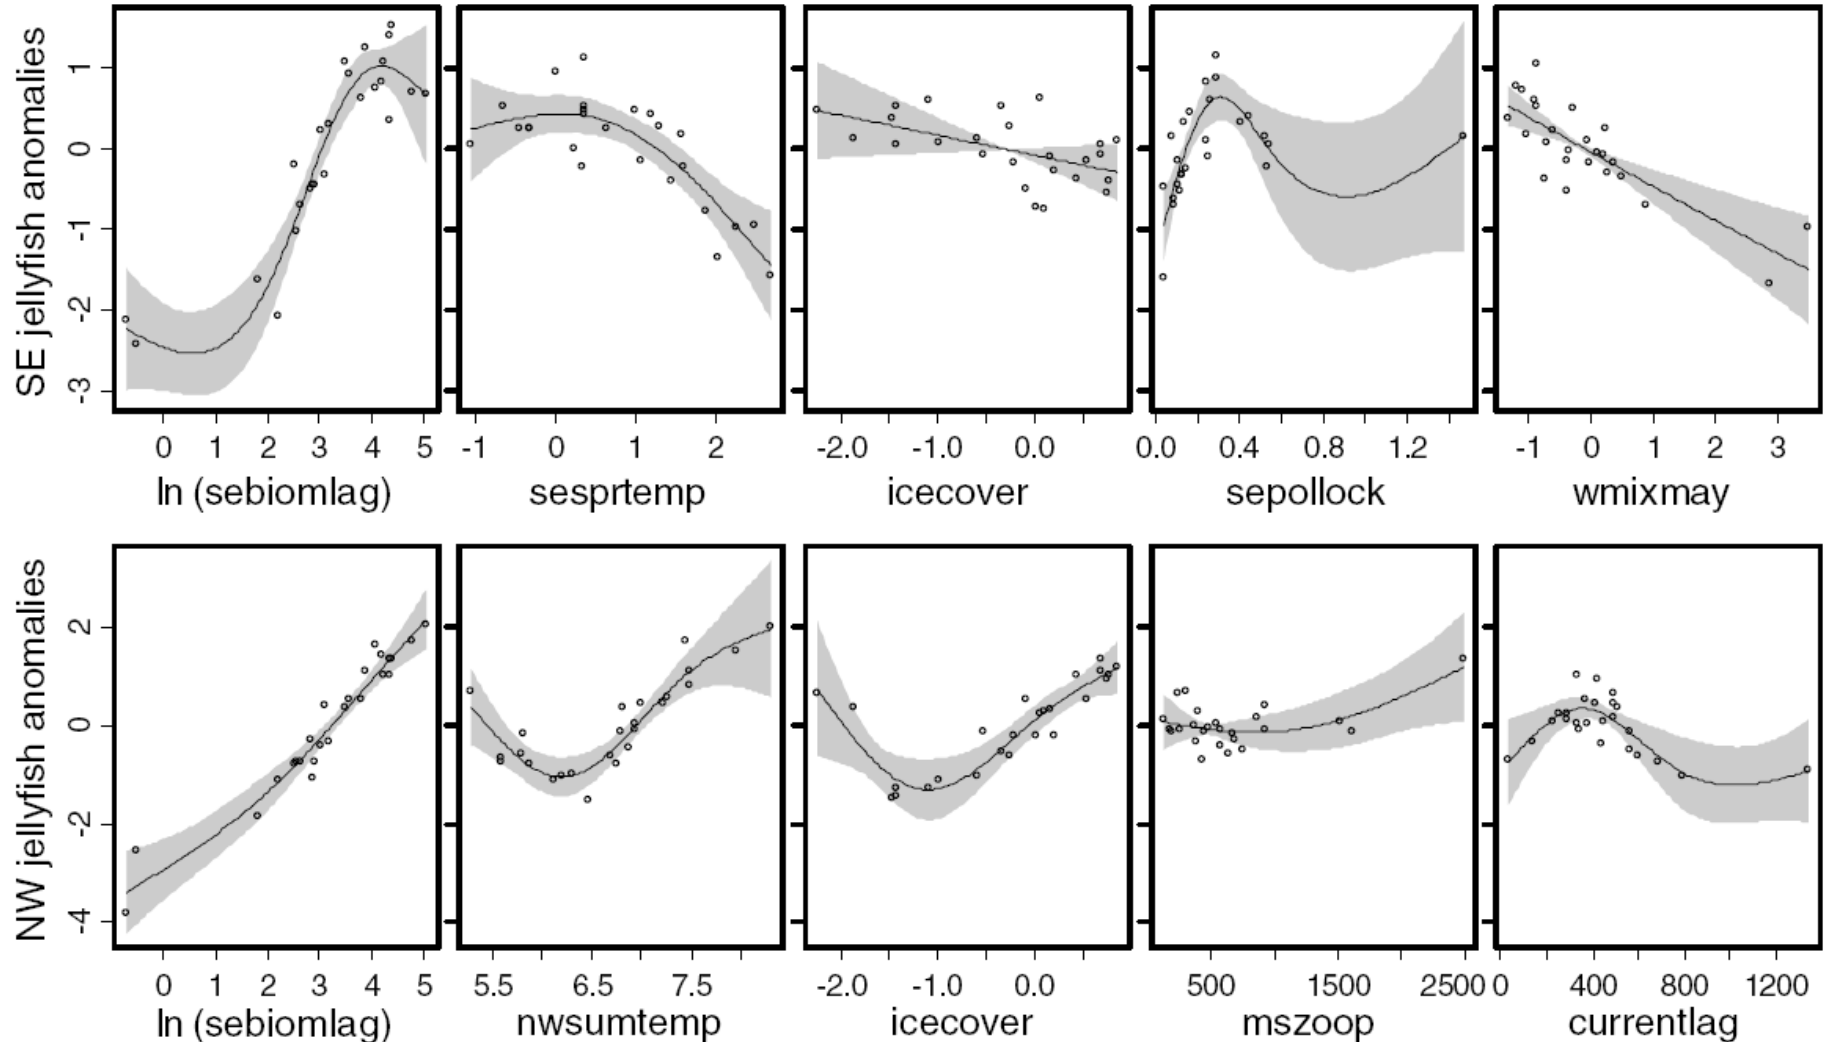 SE jellyfish anomalies
1
0
-1
-2
-3
0 1 2 3 4 5
-1 0 1 2
-2.0 -1.0 0.0
0.0 0.4 0.8 1.2
-1 0 1 2 3
ln (sebiomlag)
sesprtemp
icecover
sepollock
wmixmay
NW jellyfish anomalies
2
0
-2
-4
0 1 2 3 4 5
5.5 6.5 7.5
-2.0 -1.0 0.0
500 1500 2500
0 400 800 1200
ln (sebiomlag)
nwsumtemp
icecover
mszoop
currentlag